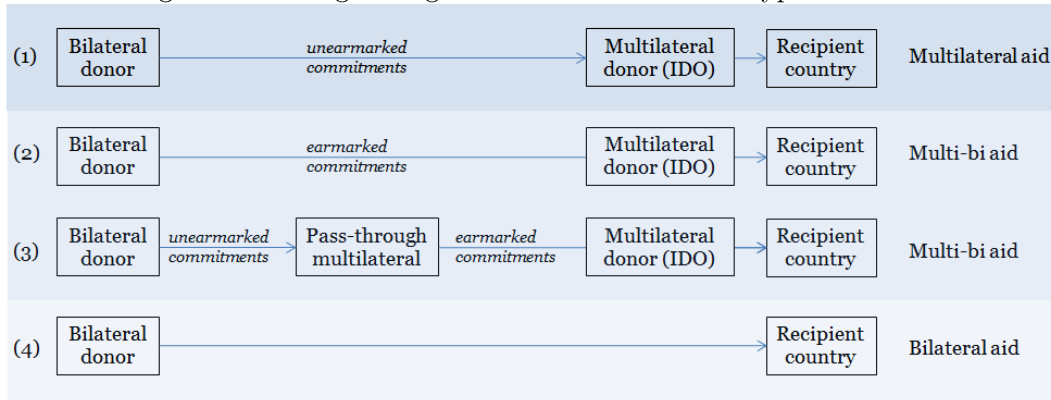 (1) Bilateral donor unearmarked commitments Multilateral donor (IDO) Recipient country Multilateral aid
(2) Bilateral donor earmarked commitments Multilateral donor (IDO) Recipient country Multi-bi aid
(3) Bilateral donor unearmarked commitments Pass-through multilateral earmarked commitments Multilateral donor (IDO) Recipient country Multi-bi aid
(4) Bilateral donor Recipient country Bilateral aid